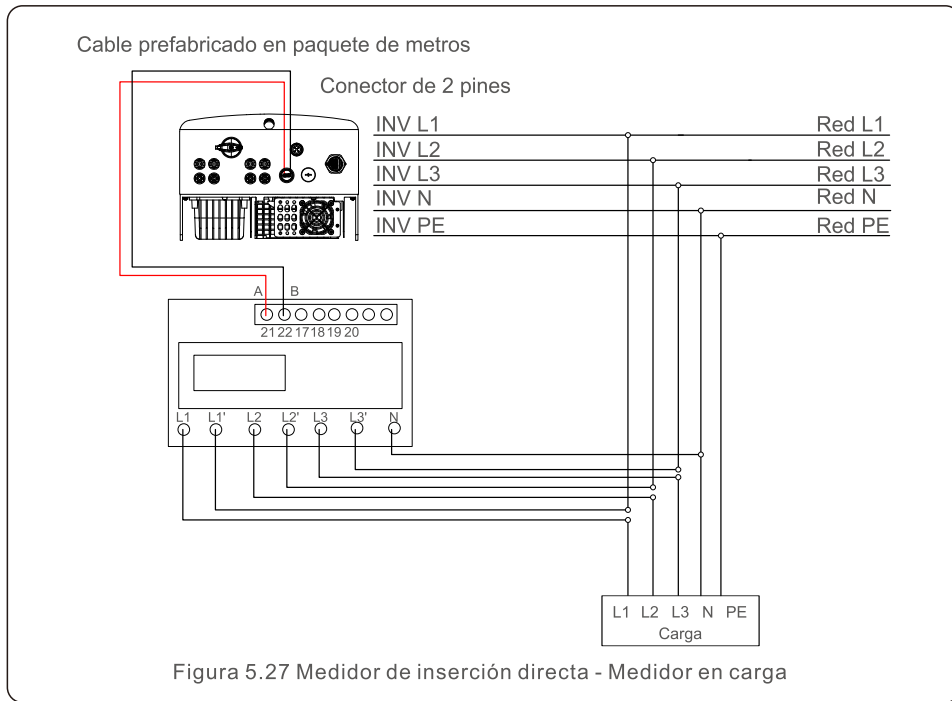 Cable prefabricado en paquete de metros
Conector de 2 pines
INV L1 Red L1
INV L2 Red L2
INV L3 Red L3
INV N Red N
INV PE Red PE
A B
21 22 17 18 19 20
L1 L1' L2 L2' L3 L3' N
L1 L2 L3 N PE
Carga
Figura 5.27 Medidor de inserción directa - Medidor en carga